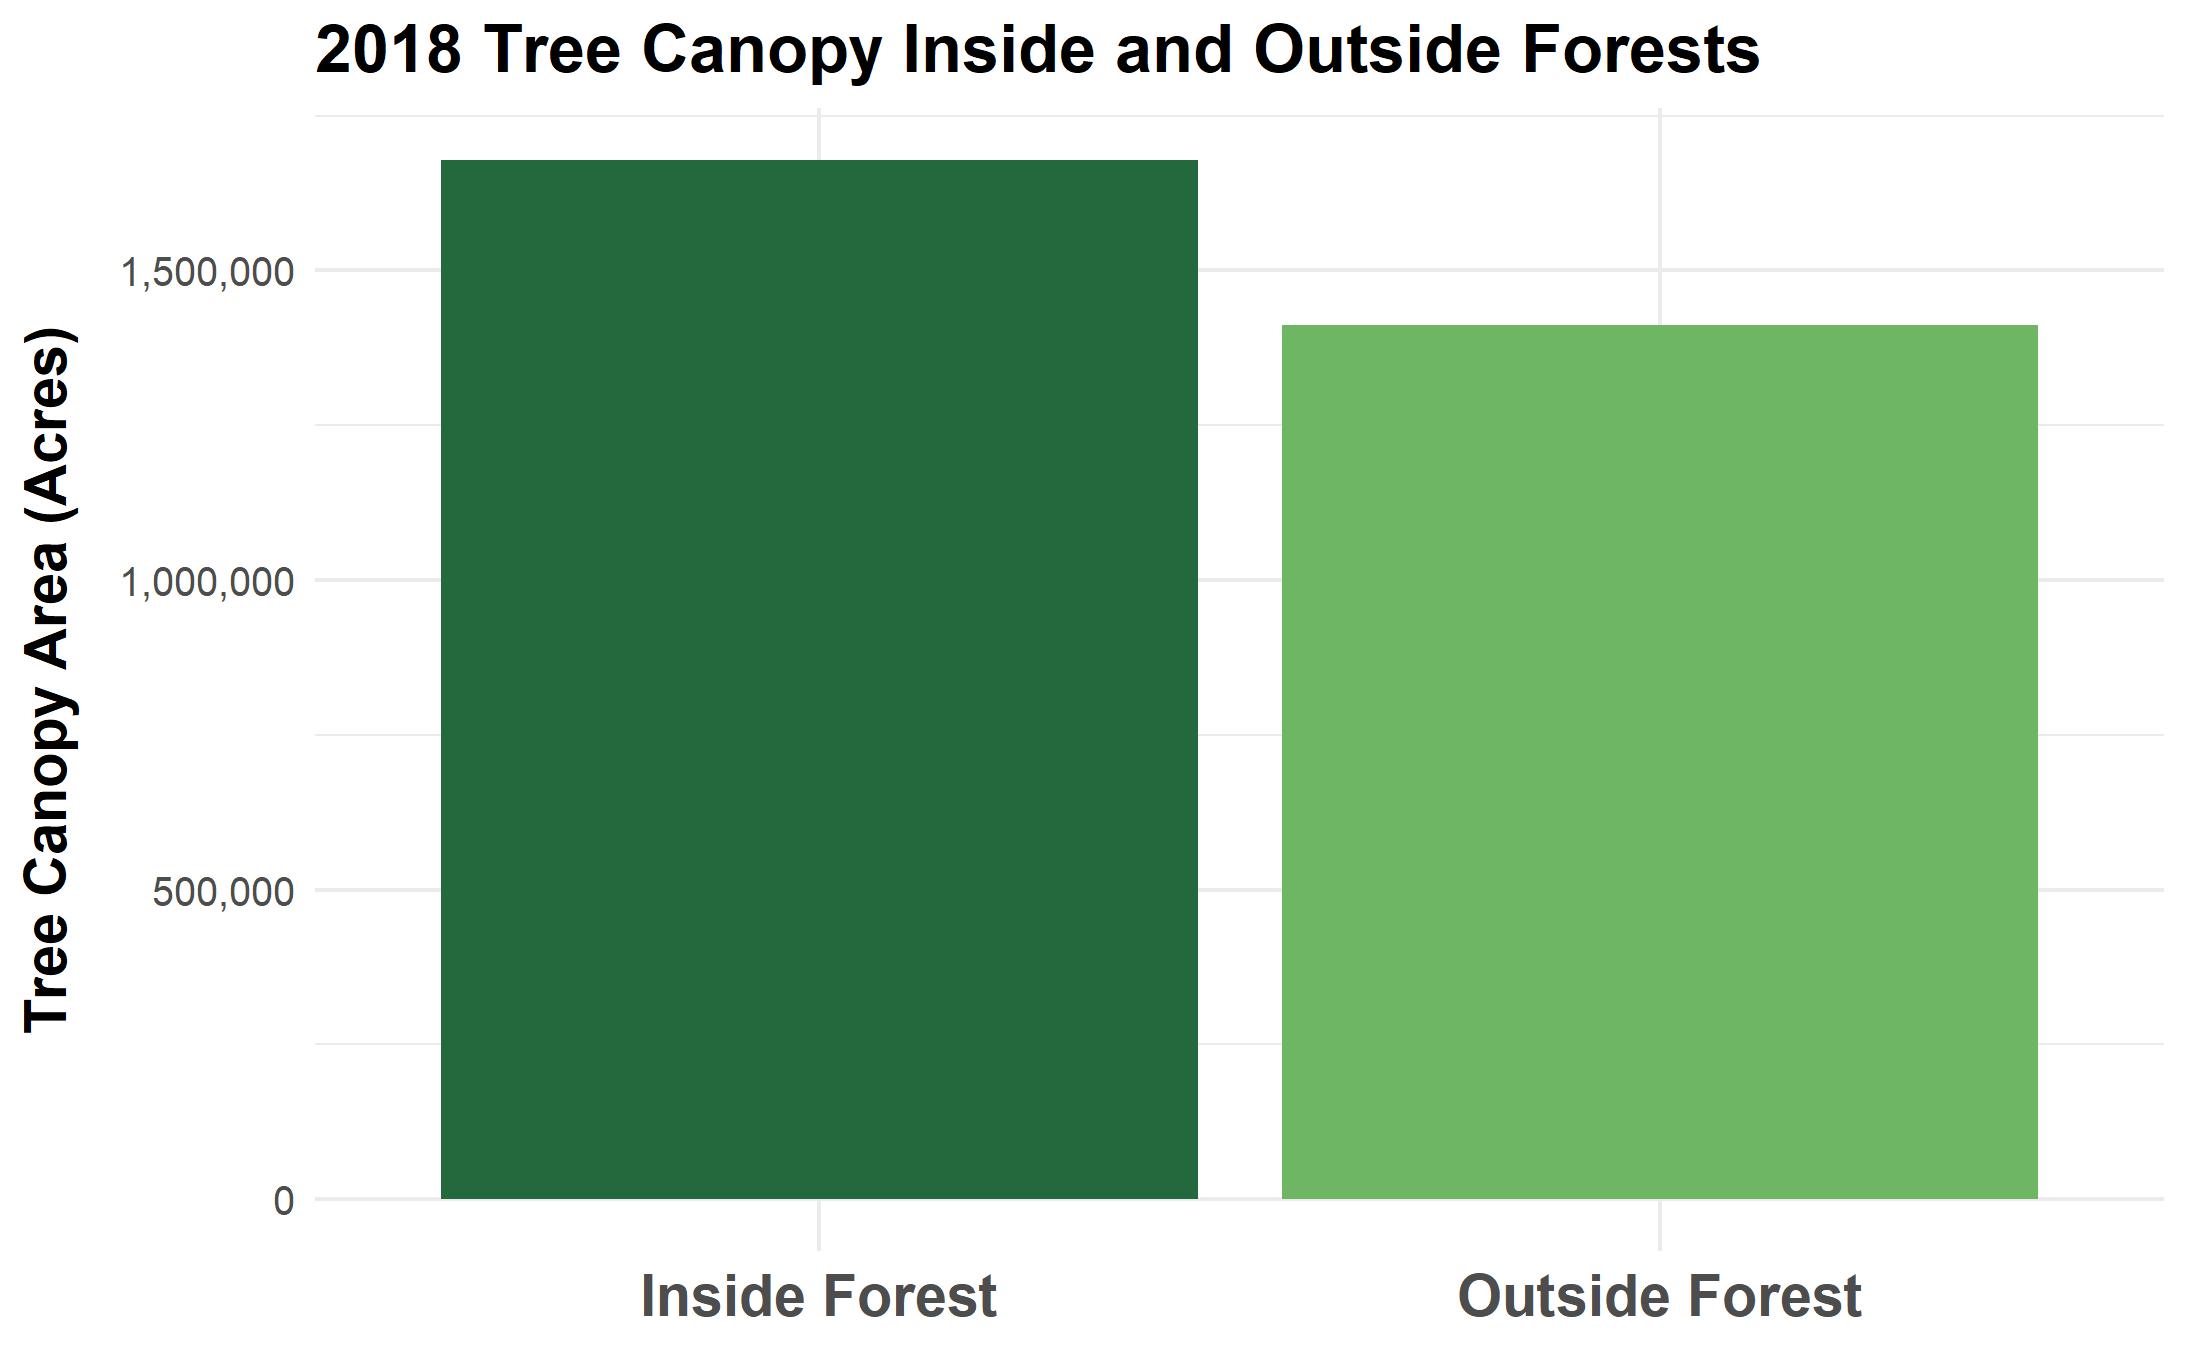 2018 Tree Canopy Inside and Outside Forests
Tree Canopy Area (Acres)
1,500,000
1,000,000
500,000
0
Inside Forest
Outside Forest